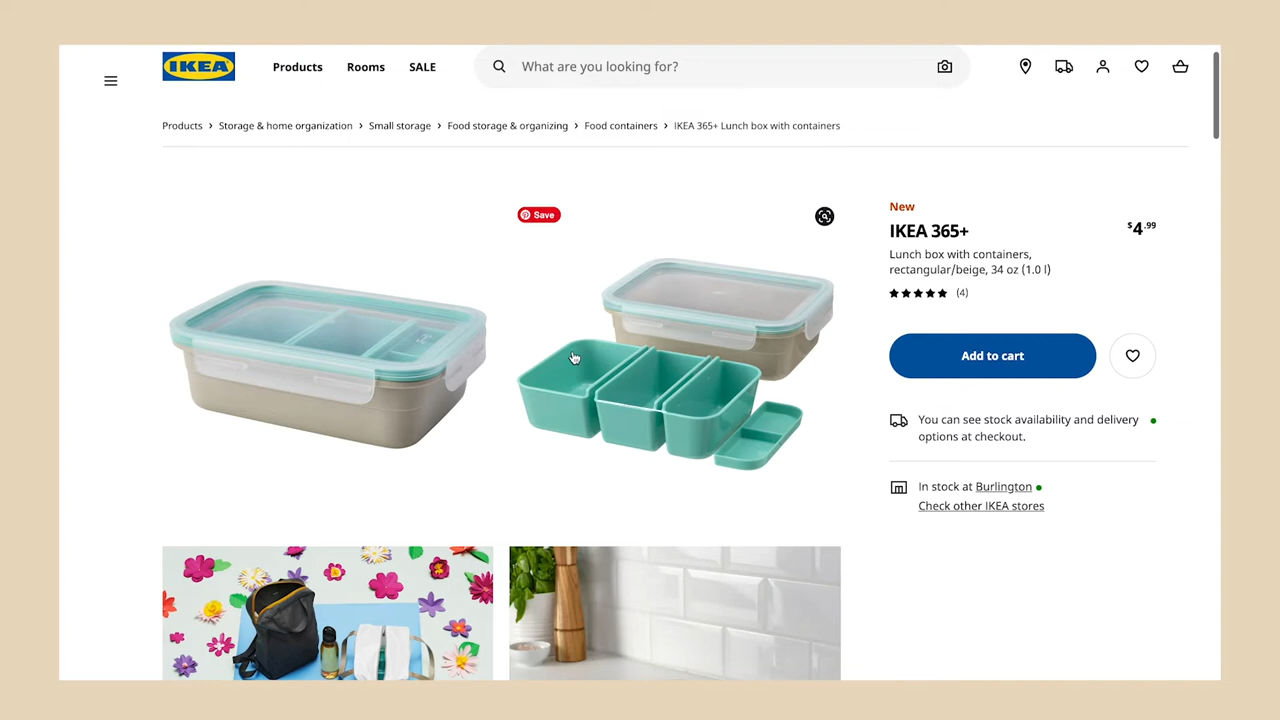 IKEA
Products
Rooms
SALE
What are you looking for?
Products › Storage & home organization › Small storage › Food storage & organizing › Food containers › IKEA 365+ Lunch box with containers
Save
New
IKEA 365+
$4.99
Lunch box with containers,
rectangular/beige, 34 oz (1.0 l)
(4)
Add to cart
You can see stock availability and delivery
options at checkout.
In stock at Burlington
Check other IKEA stores